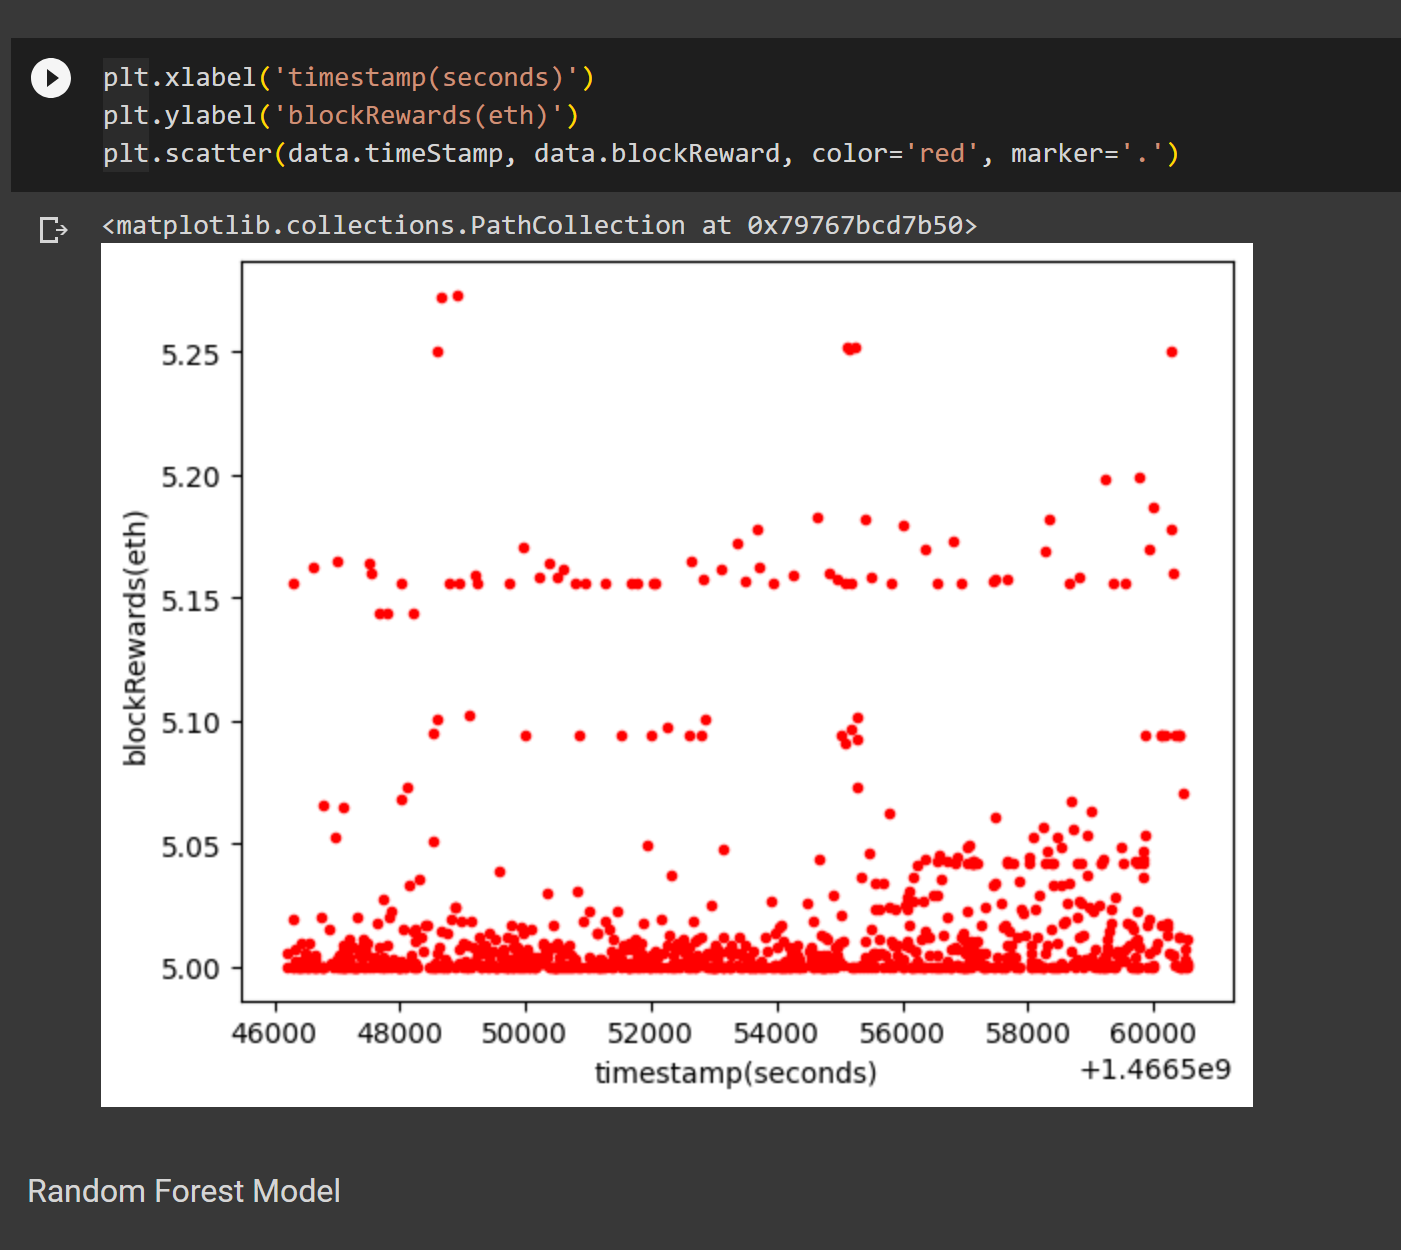 plt.xlabel('timestamp(seconds)')
plt.ylabel('blockRewards(eth)')
plt.scatter(data.timeStamp, data.blockReward, color='red', marker='.')
<matplotlib.collections.PathCollection at 0x79767bcd7b50>
5.25
5.20
5.15
5.10
5.05
5.00
blockRewards(eth)
46000 48000 50000 52000 54000 56000 58000 60000
timestamp(seconds)
+1.4665e9
Random Forest Model